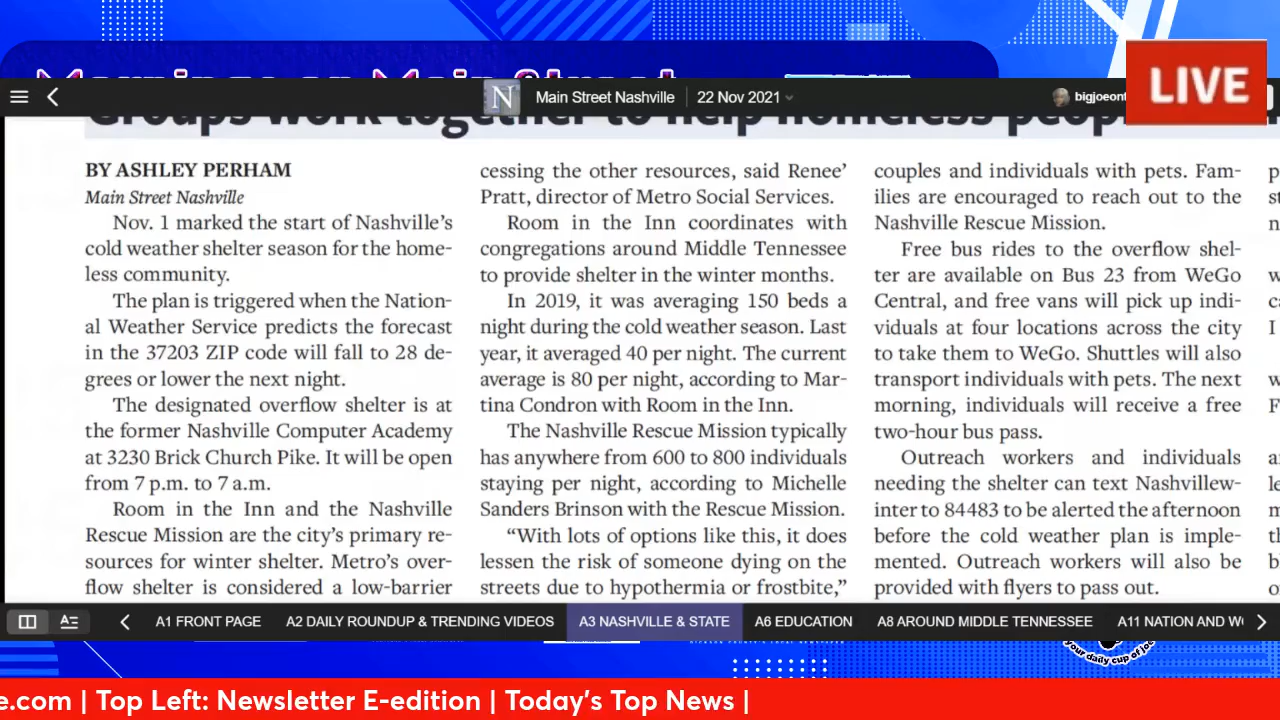 Mornings on Main Street
LIVE
N
Main Street Nashville
22 Nov 2021
Groups work together to help homeless
BY ASHLEY PERHAM
Main Street Nashville
Nov. 1 marked the start of Nashville’s
cold weather shelter season for the home-
less community.
The plan is triggered when the Nation-
al Weather Service predicts the forecast
in the 37203 ZIP code will fall to 28 de-
grees or lower the next night.
The designated overflow shelter is at
the former Nashville Computer Academy
at 3230 Brick Church Pike. It will be open
from 7 p.m. to 7 a.m.
Room in the Inn and the Nashville
Rescue Mission are the city’s primary re-
sources for winter shelter. Metro’s over-
flow shelter is considered a low-barrier
cessing the other resources, said Renee’
Pratt, director of Metro Social Services.
Room in the Inn coordinates with
congregations around Middle Tennessee
to provide shelter in the winter months.
In 2019, it was averaging 150 beds a
night during the cold weather season. Last
year, it averaged 40 per night. The current
average is 80 per night, according to Mar-
tina Condron with Room in the Inn.
The Nashville Rescue Mission typically
has anywhere from 600 to 800 individuals
staying per night, according to Michelle
Sanders Brinson with the Rescue Mission.
“With lots of options like this, it does
lessen the risk of someone dying on the
streets due to hypothermia or frostbite,”
couples and individuals with pets. Fam-
ilies are encouraged to reach out to the
Nashville Rescue Mission.
Free bus rides to the overflow shel-
ter are available on Bus 23 from WeGo
Central, and free vans will pick up indi-
viduals at four locations across the city
to take them to WeGo. Shuttles will also
transport individuals with pets. The next
morning, individuals will receive a free
two-hour bus pass.
Outreach workers and individuals
needing the shelter can text Nashvillew-
inter to 84483 to be alerted the afternoon
before the cold weather plan is imple-
mented. Outreach workers will also be
provided with flyers to pass out.
A1 FRONT PAGE
A2 DAILY ROUNDUP & TRENDING VIDEOS
A3 NASHVILLE & STATE
A6 EDUCATION
A8 AROUND MIDDLE TENNESSEE
A11 NATION AND
your daily cup of
e.com | Top Left: Newsletter E-edition | Today's Top News |